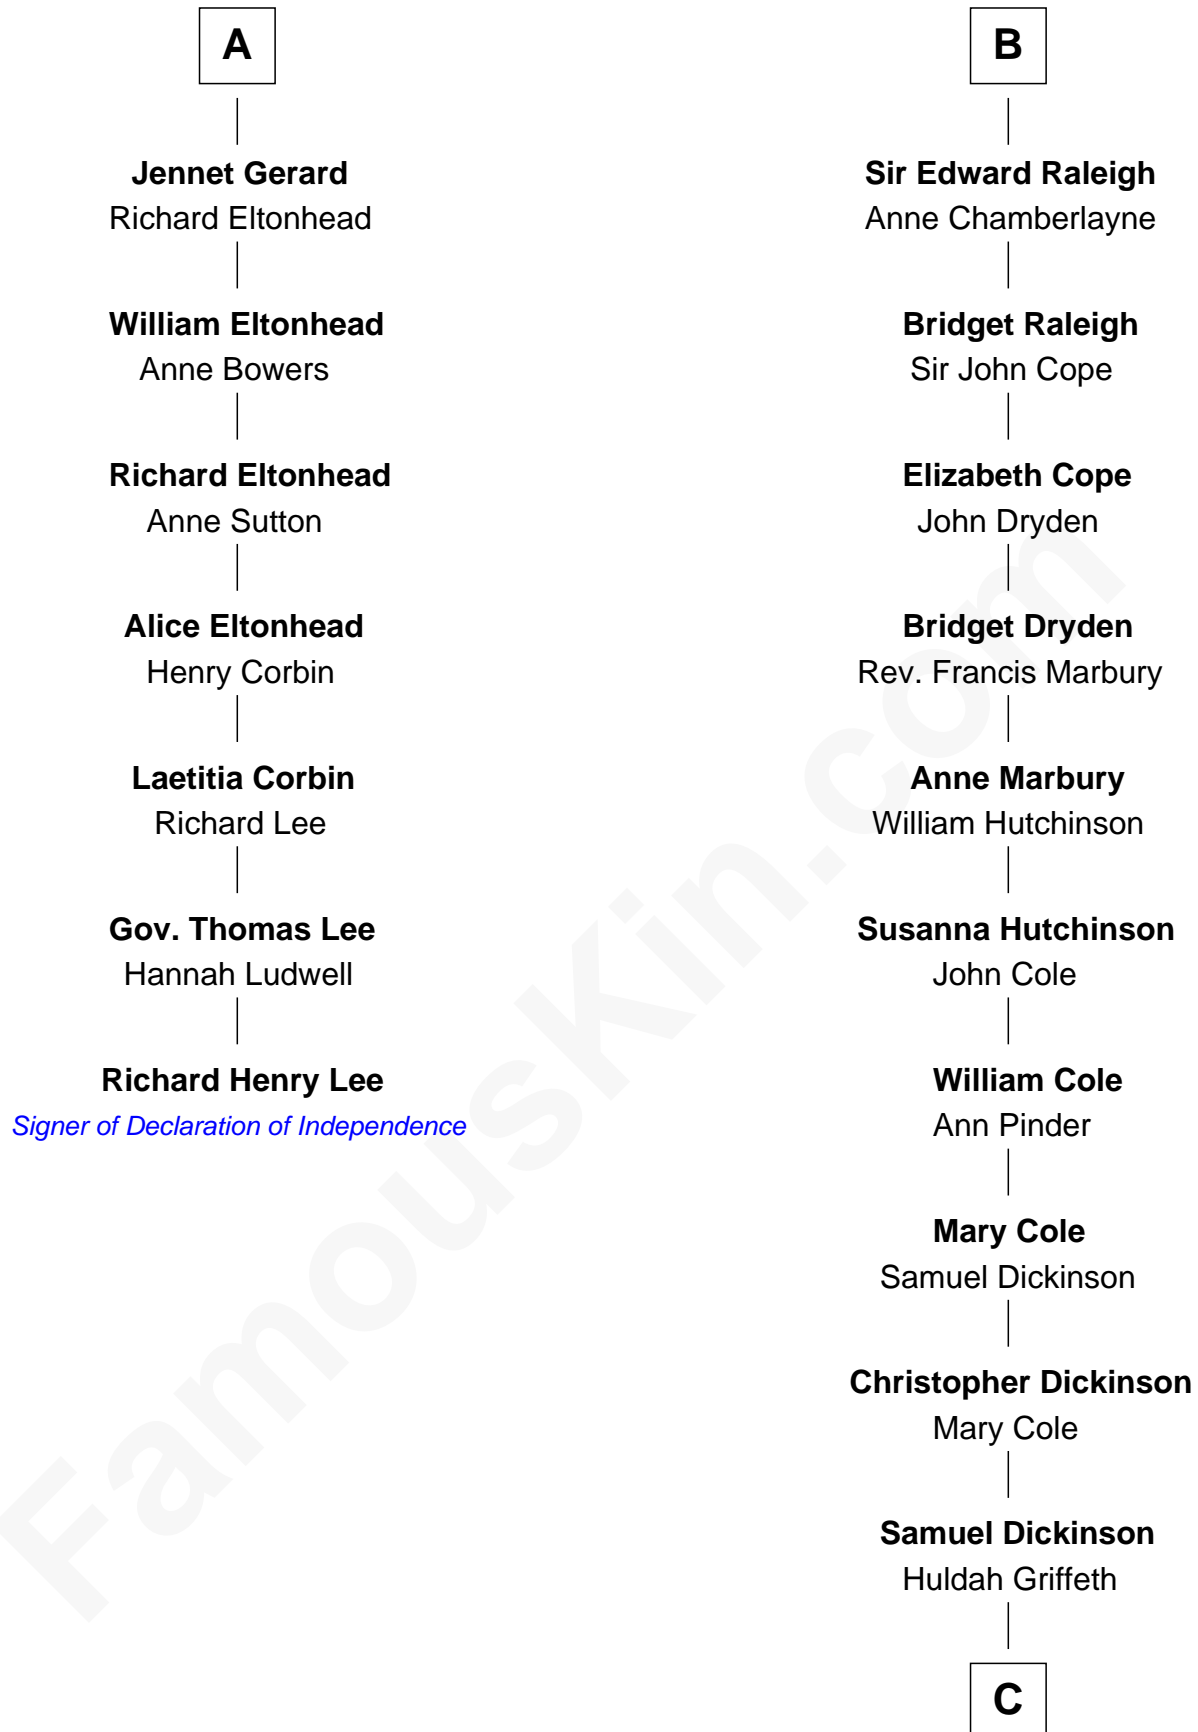 A
Jennet Gerard
Richard Eltonhead
William Eltonhead
Anne Bowers
Richard Eltonhead
Anne Sutton
Alice Eltonhead
Henry Corbin
Laetitia Corbin
Richard Lee
Gov. Thomas Lee
Hannah Ludwell
Richard Henry Lee
Signer of Declaration of Independence
B
Sir Edward Raleigh
Anne Chamberlayne
Bridget Raleigh
Sir John Cope
Elizabeth Cope
John Dryden
Bridget Dryden
Rev. Francis Marbury
Anne Marbury
William Hutchinson
Susanna Hutchinson
John Cole
William Cole
Ann Pinder
Mary Cole
Samuel Dickinson
Christopher Dickinson
Mary Cole
Samuel Dickinson
Huldah Griffeth
C
FamousKin.com